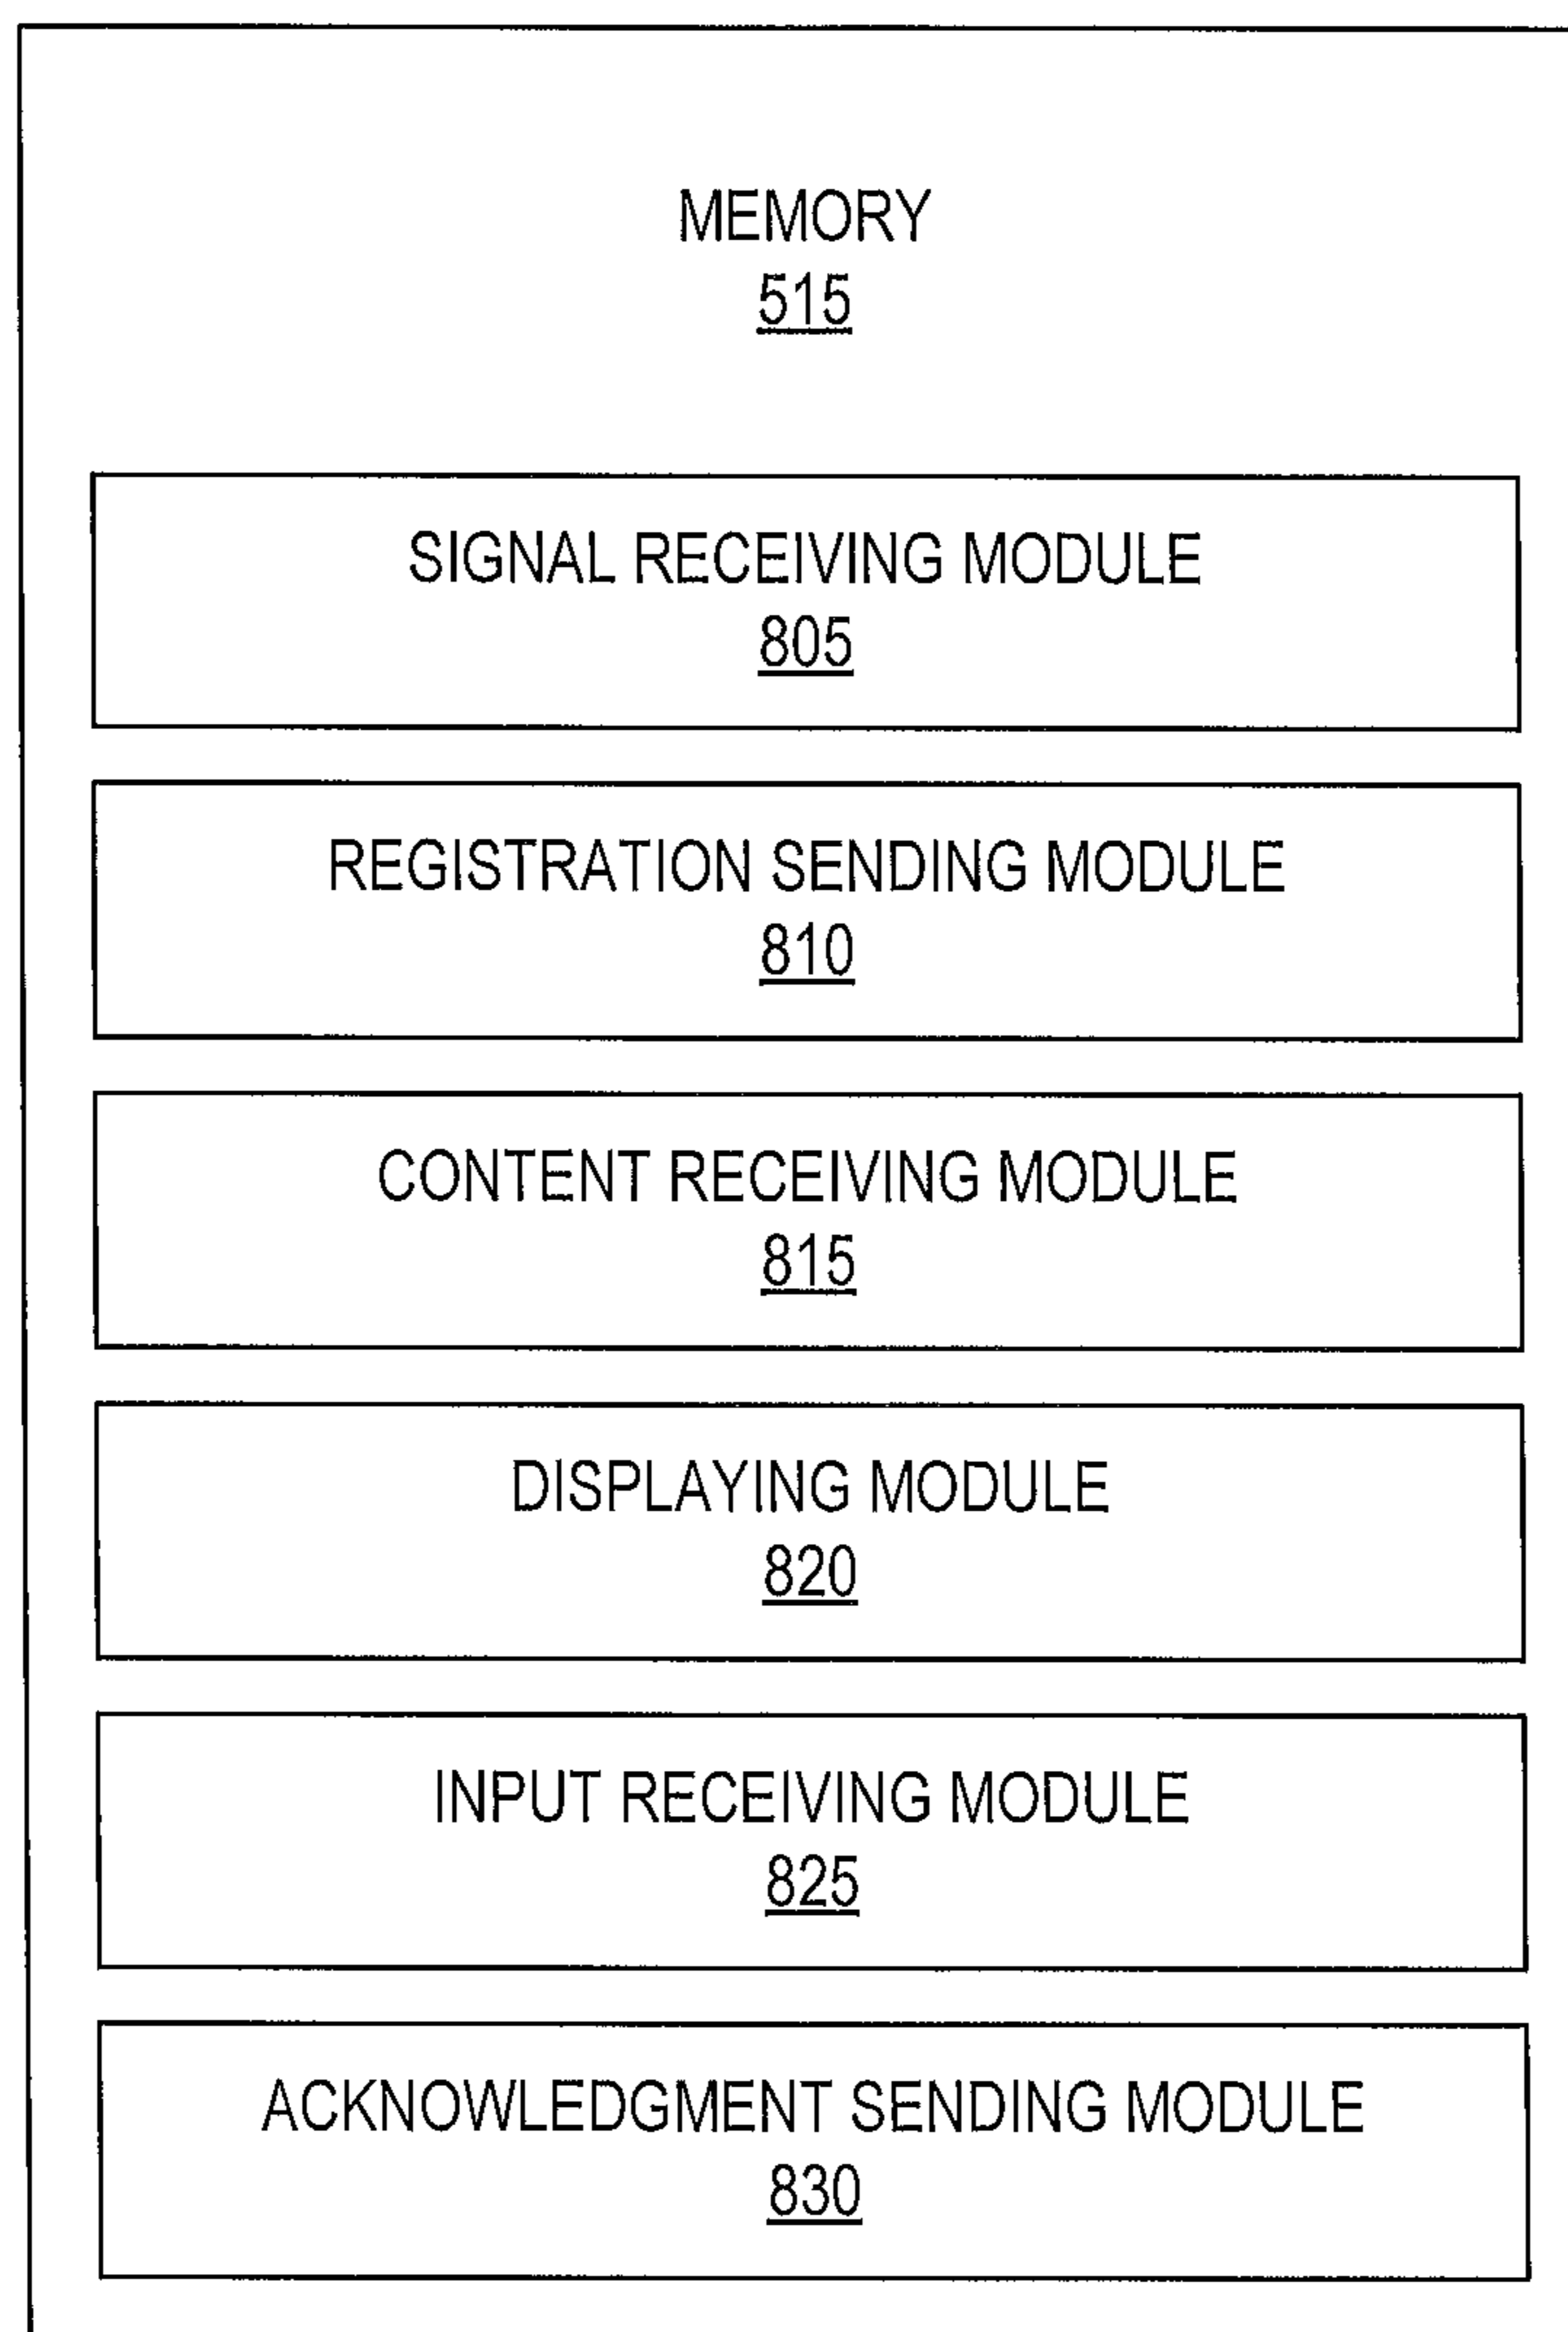 MEMORY
515
SIGNAL RECEIVING MODULE
805
REGISTRATION SENDING MODULE
810
CONTENT RECEIVING MODULE
815
DISPLAYING MODULE
820
INPUT RECEIVING MODULE
825
ACKNOWLEDGMENT SENDING MODULE
830